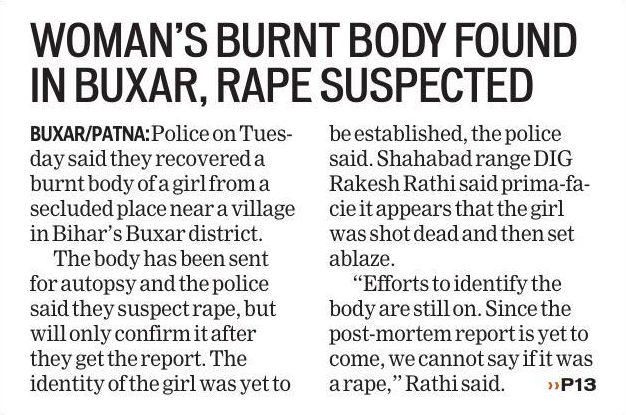 WOMAN'S BURNT BODY FOUND
IN BUXAR, RAPE SUSPECTED
BUXAR/PATNA: Police on Tues-
day said they recovered a
burnt body of a girl from a
secluded place near a village
in Bihar's Buxar district.
The body has been sent
for autopsy and the police
said they suspect rape, but
will only confirm it after
they get the report. The
identity of the girl was yet to
be established, the police
said. Shahabad range DIG
Rakesh Rathi said prima-fa-
cie it appears that the girl
was shot dead and then set
ablaze.
“Efforts to identify the
body are still on. Since the
post-mortem report is yet to
come, we cannot say if it was
a rape,” Rathi said. ››P13